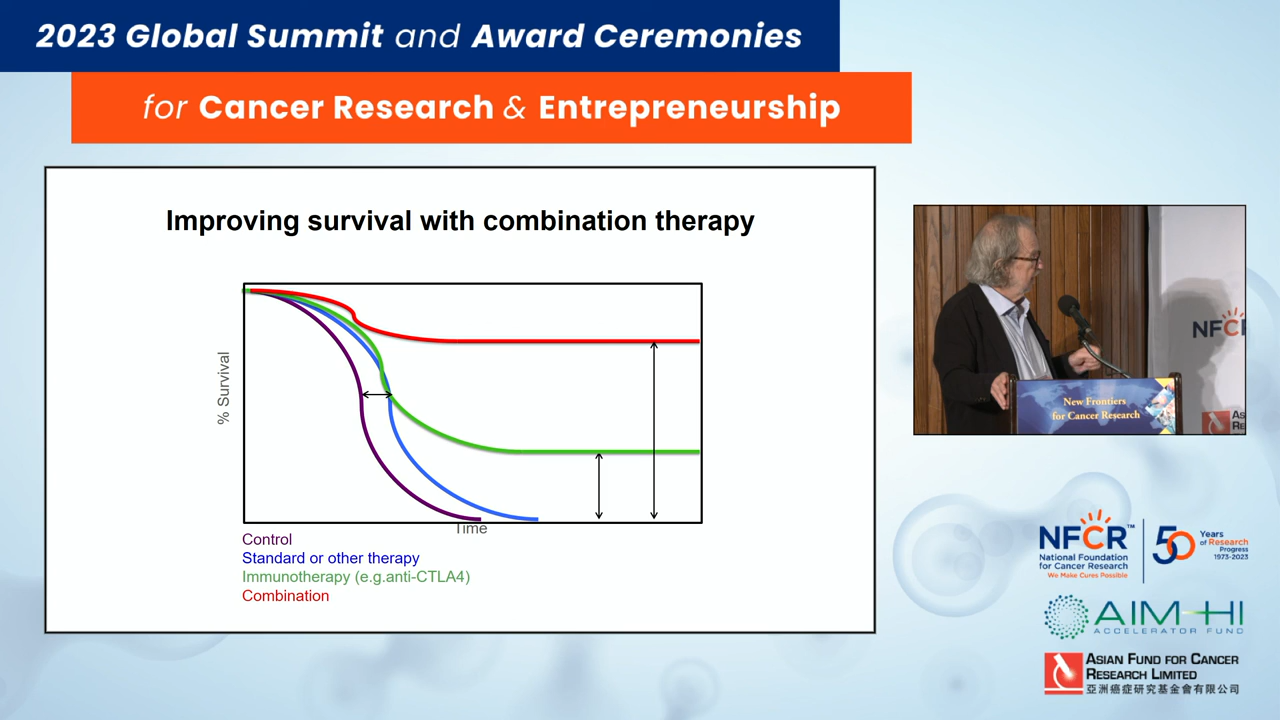 2023 Global Summit and Award Ceremonies
for Cancer Research & Entrepreneurship
Improving survival with combination therapy
% Survival
Time
Control
Standard or other therapy
Immunotherapy (e.g.anti-CTLA4)
Combination
NFCR
New Frontiers
for Cancer Research
ASIAN
RE
NFCR™
National Foundation
for Cancer Research
We Make Cures Possible
50
Years
of Research
Progress
1973-2023
AIM-HI
ACCELERATOR FUND
ASIAN FUND FOR CANCER
RESEARCH LIMITED
亞洲癌症研究基金會有限公司